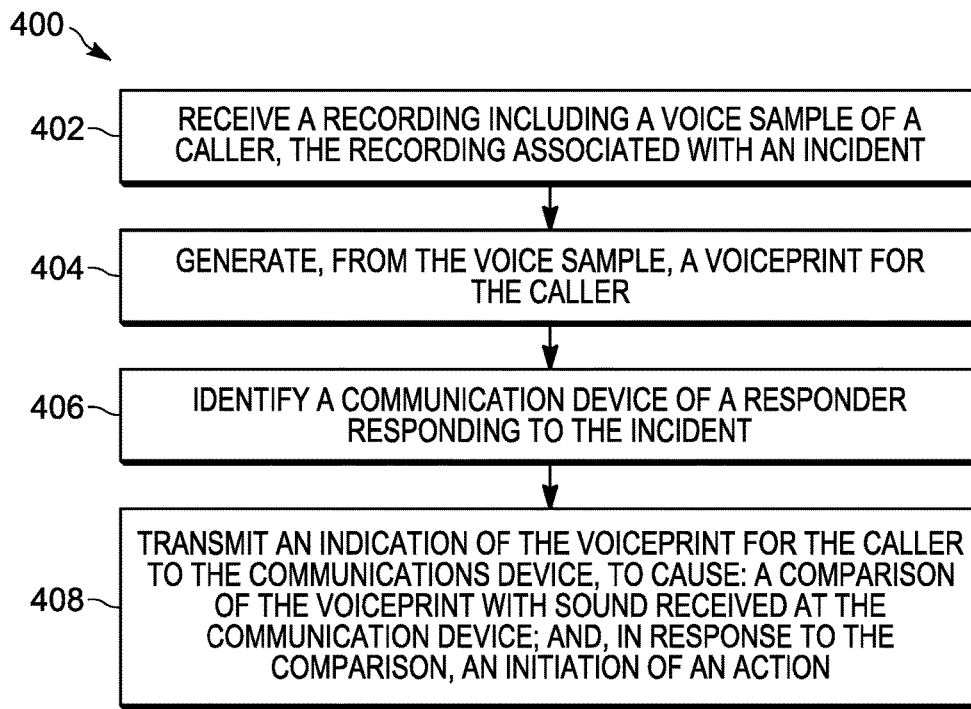 400
402
RECEIVE A RECORDING INCLUDING A VOICE SAMPLE OF A
CALLER, THE RECORDING ASSOCIATED WITH AN INCIDENT
404
GENERATE, FROM THE VOICE SAMPLE, A VOICEPRINT FOR
THE CALLER
406
IDENTIFY A COMMUNICATION DEVICE OF A RESPONDER
RESPONDING TO THE INCIDENT
408
TRANSMIT AN INDICATION OF THE VOICEPRINT FOR THE CALLER
TO THE COMMUNICATIONS DEVICE, TO CAUSE: A COMPARISON
OF THE VOICEPRINT WITH SOUND RECEIVED AT THE
COMMUNICATION DEVICE; AND, IN RESPONSE TO THE
COMPARISON, AN INITIATION OF AN ACTION